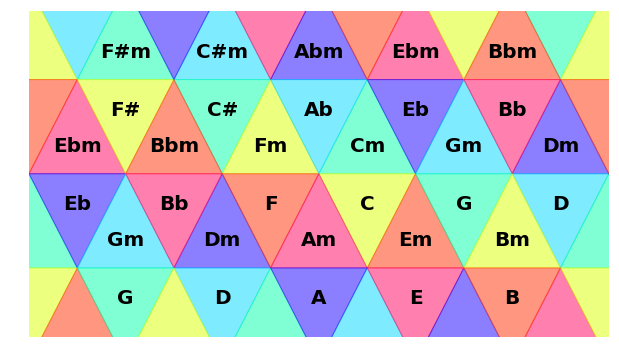 F#m C#m Abm Ebm Bbm
F# C# Ab Eb Bb
Ebm Bbm Fm Cm Gm Dm
Eb Bb F C G D
Gm Dm Am Em Bm
G D A E B